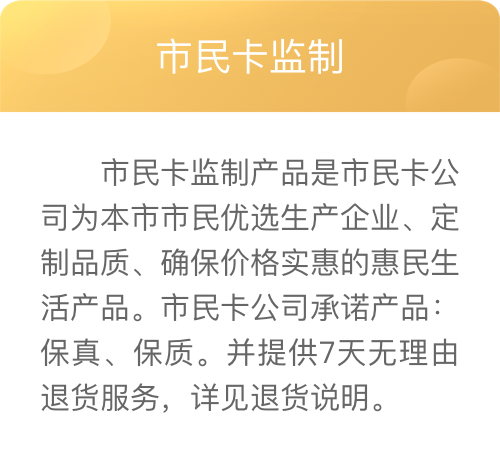 市民卡监制
市民卡监制产品是市民卡公
司为本市市民优选生产企业、定
制品质、确保价格实惠的惠民生
活产品。市民卡公司承诺产品：
保真、保质。并提供7天无理由
退货服务，详见退货说明。